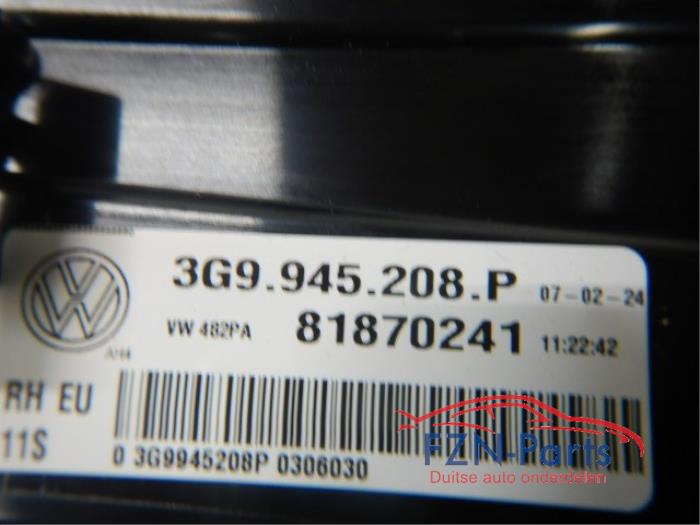 3G9.945.208.P 07-02-24
VW 482PA 81870241 11:22:42
RH EU
11S
0 3G9945208P 0306030
FZN-Parts
Duitse auto onderdelen